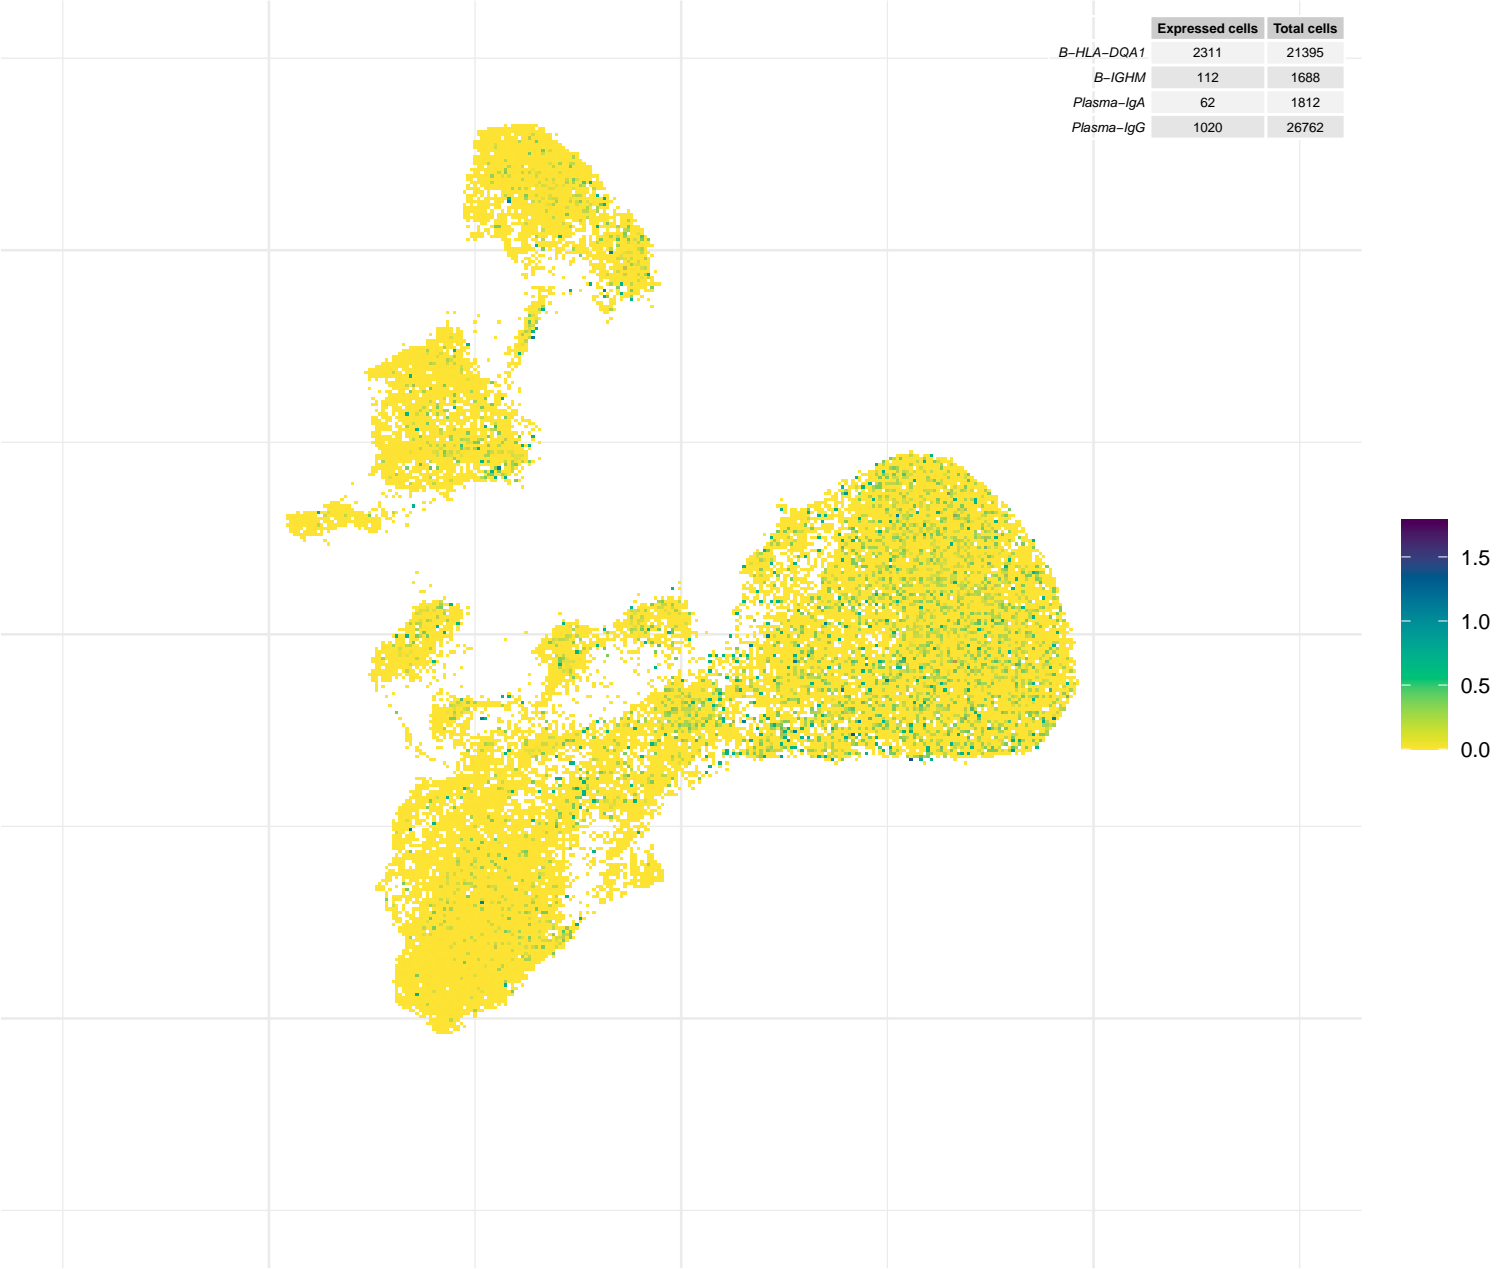 Expressed cells Total cells
B−HLA−DQA1 2311 21395
B−IGHM 112 1688
Plasma−IgA 62 1812
Plasma−IgG 1020 26762
1.5
1.0
0.5
0.0